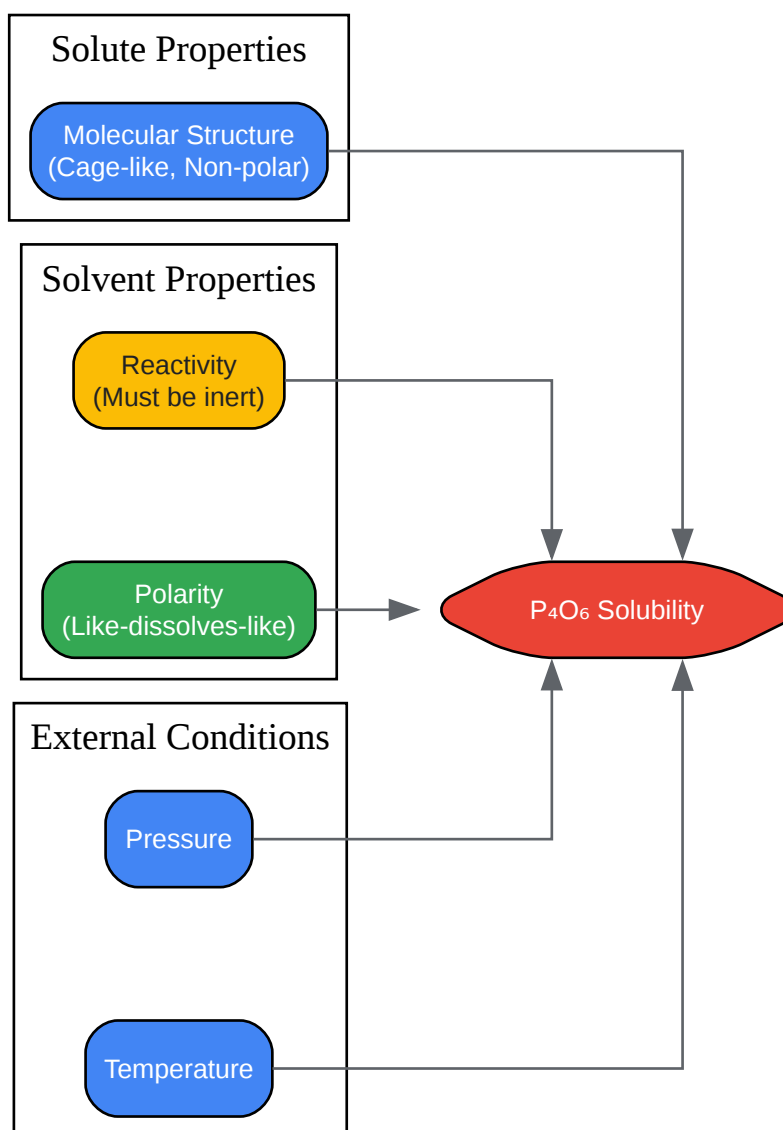 Solute Properties
Molecular Structure
(Cage-like, Non-polar)
Solvent Properties
Reactivity
(Must be inert)
Polarity
(Like-dissolves-like)
P₄O₆ Solubility
External Conditions
Pressure
Temperature